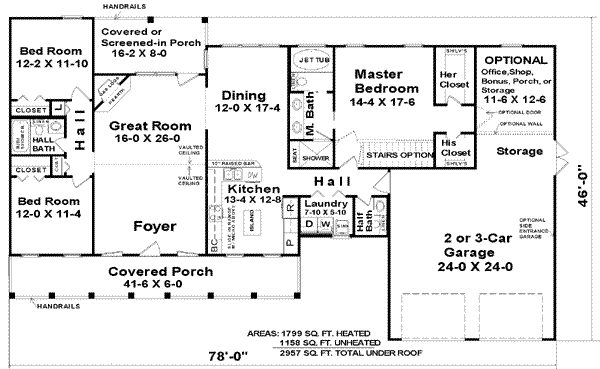 HANDRAILS
Covered or
Screened-in Porch
16-2 X 8-0
Bed Room
12-2 X 11-10
CLOSET
L
HALL
BATH
Hall
CLOSET
Bed Room
12-0 X 11-4
GAS LOGS
HEARTH
Great Room
16-0 X 26-0
VAULTED
CEILING
VAULTED
CEILING
Foyer
Dining
12-0 X 17-4
10" RAISED BAR
DW
Kitchen
13-4 X 12-8
ISLAND
BC
R
P
JET TUB
M. Bath
SEAT
SHOWER
Master
Bedroom
14-4 X 17-6
SHLV'S
Her
Closet
His
Closet
SHLV'S
STAIRS OPTION
Hall
Laundry
7-10 X 5-10
D
W
Half
Bath
OPTIONAL
Office,Shop,
Bonus, Porch, or
Storage
11-6 X 12-6
OPTIONAL DOOR
OPTIONAL WALL
Storage
OPTIONAL
SIDE
ENTRANCE
GARAGE
2 or 3-Car
Garage
24-0 X 24-0
46'-0"
Covered Porch
41-6 X 6-0
HANDRAILS
AREAS: 1799 SQ. FT. HEATED
1158 SQ. FT. UNHEATED
2957 SQ. FT. TOTAL UNDER ROOF
78'-0"